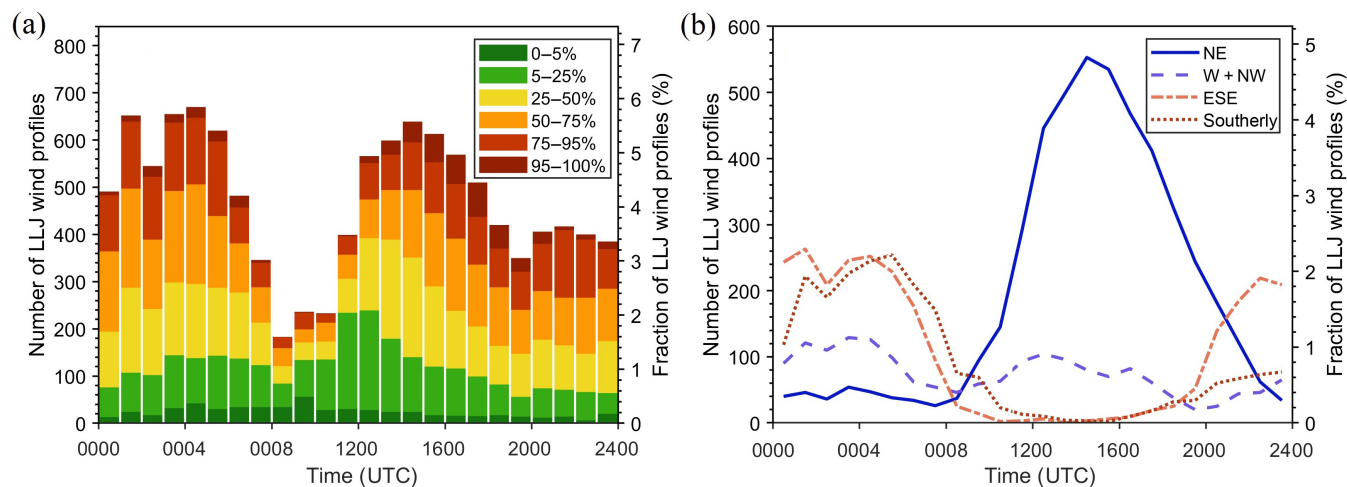 (a)
Number of LLJ wind profiles
800
700
600
500
400
300
200
100
0
0–5%
5–25%
25–50%
50–75%
75–95%
95–100%
7
6
5
4
3
2
1
0
Fraction of LLJ wind profiles (%)
0000 0004 0008 1200 1600 2000 2400
Time (UTC)
(b)
Number of LLJ wind profiles
600
500
400
300
200
100
0
NE
W + NW
ESE
Southerly
5
4
3
2
1
0
Fraction of LLJ wind profiles (%)
0000 0004 0008 1200 1600 2000 2400
Time (UTC)